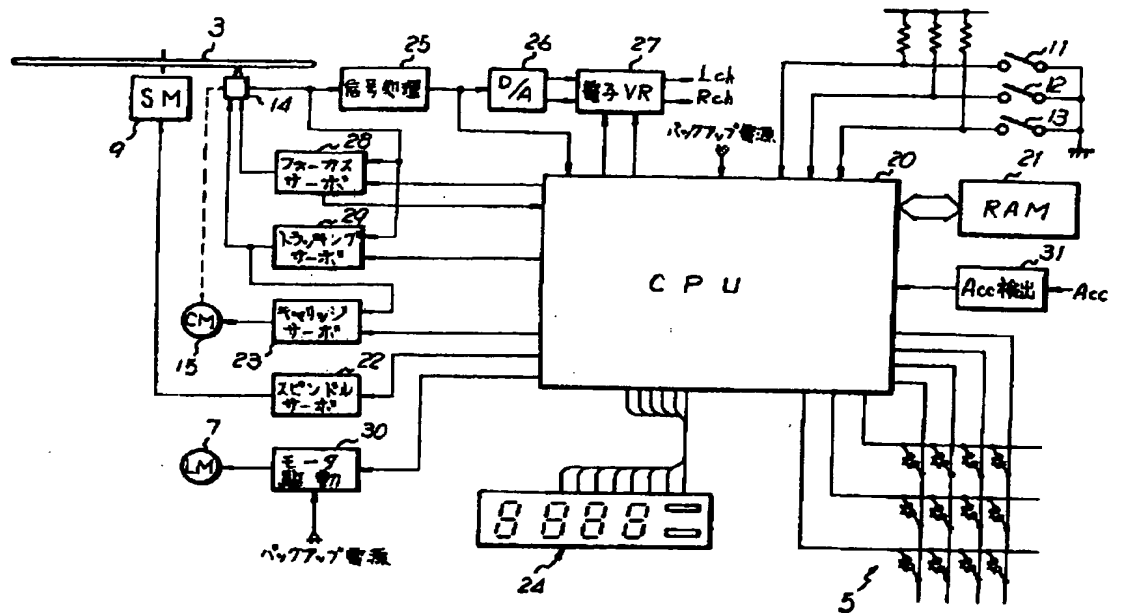 3
SM
9
14
25
信号処理
26
D/A
27
電子VR
Lch
Rch
11
12
13
バックアップ電源
28
フォーカス
サーボ
20
CPU
21
RAM
29
トラッキング
サーボ
31
Acc検出
Acc
CM
15
キャリッジ
サーボ
23
22
スピンドル
サーボ
7
LM
30
モータ
駆動
バックアップ電源
8 8 8 8
24
5